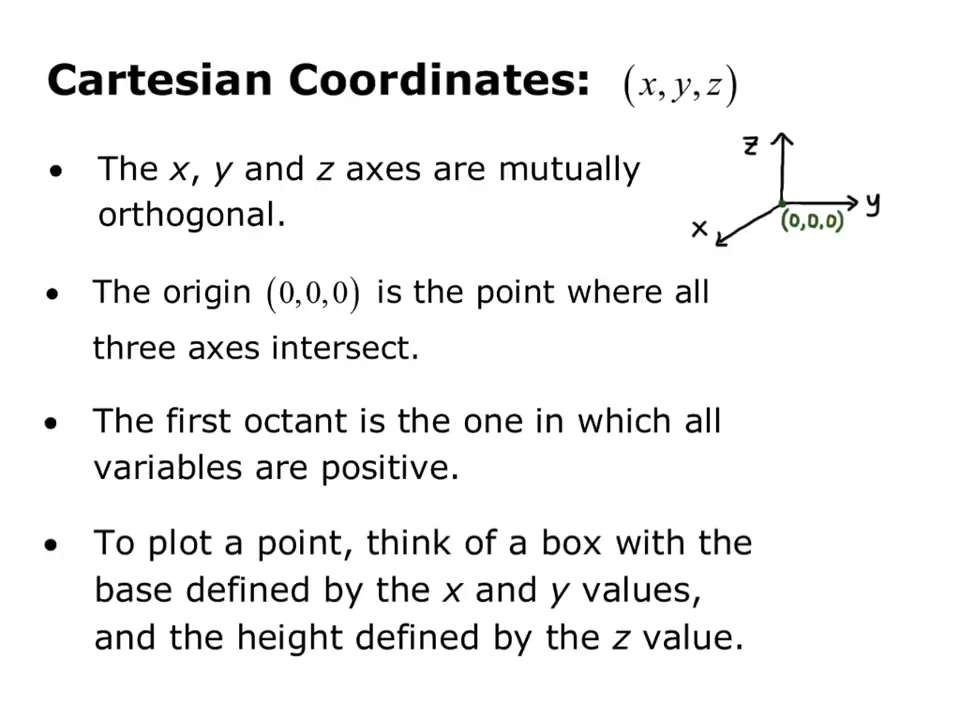 Cartesian Coordinates: (x, y, z)
• The x, y and z axes are mutually
orthogonal.
z
y
x
(0,0,0)
• The origin (0,0,0) is the point where all
three axes intersect.
• The first octant is the one in which all
variables are positive.
• To plot a point, think of a box with the
base defined by the x and y values,
and the height defined by the z value.